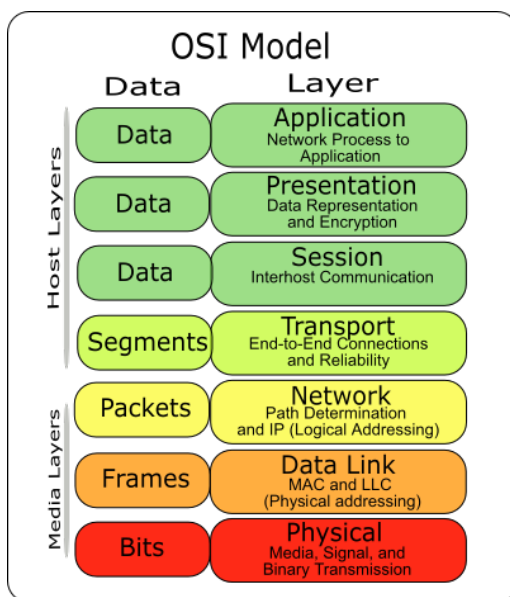 OSI Model
Data Layer
Host Layers
Data
Application
Network Process to
Application
Data
Presentation
Data Representation
and Encryption
Data
Session
Interhost Communication
Segments
Transport
End-to-End Connections
and Reliability
Media Layers
Packets
Network
Path Determination
and IP (Logical Addressing)
Frames
Data Link
MAC and LLC
(Physical addressing)
Bits
Physical
Media, Signal, and
Binary Transmission